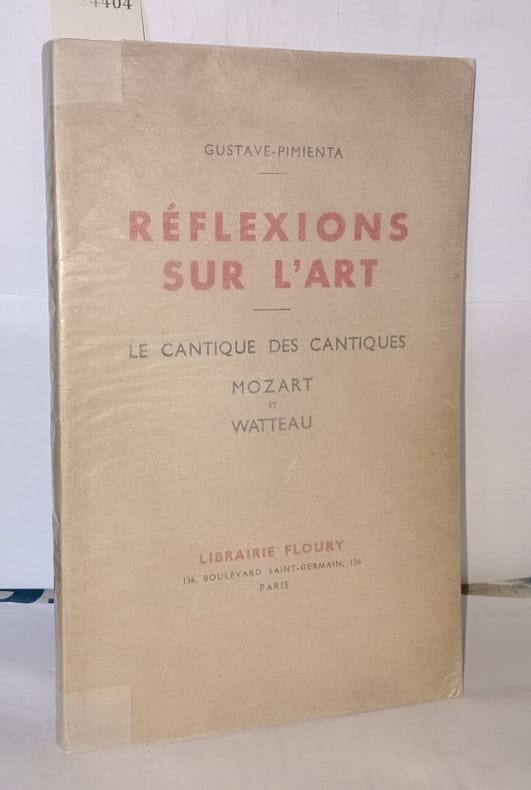 4404
GUSTAVE-PIMIENTA
RÉFLEXIONS
SUR L'ART
LE CANTIQUE DES CANTIQUES
MOZART
ET
WATTEAU
LIBRAIRIE FLOURY
136, BOULEVARD SAINT-GERMAIN, 136
PARIS